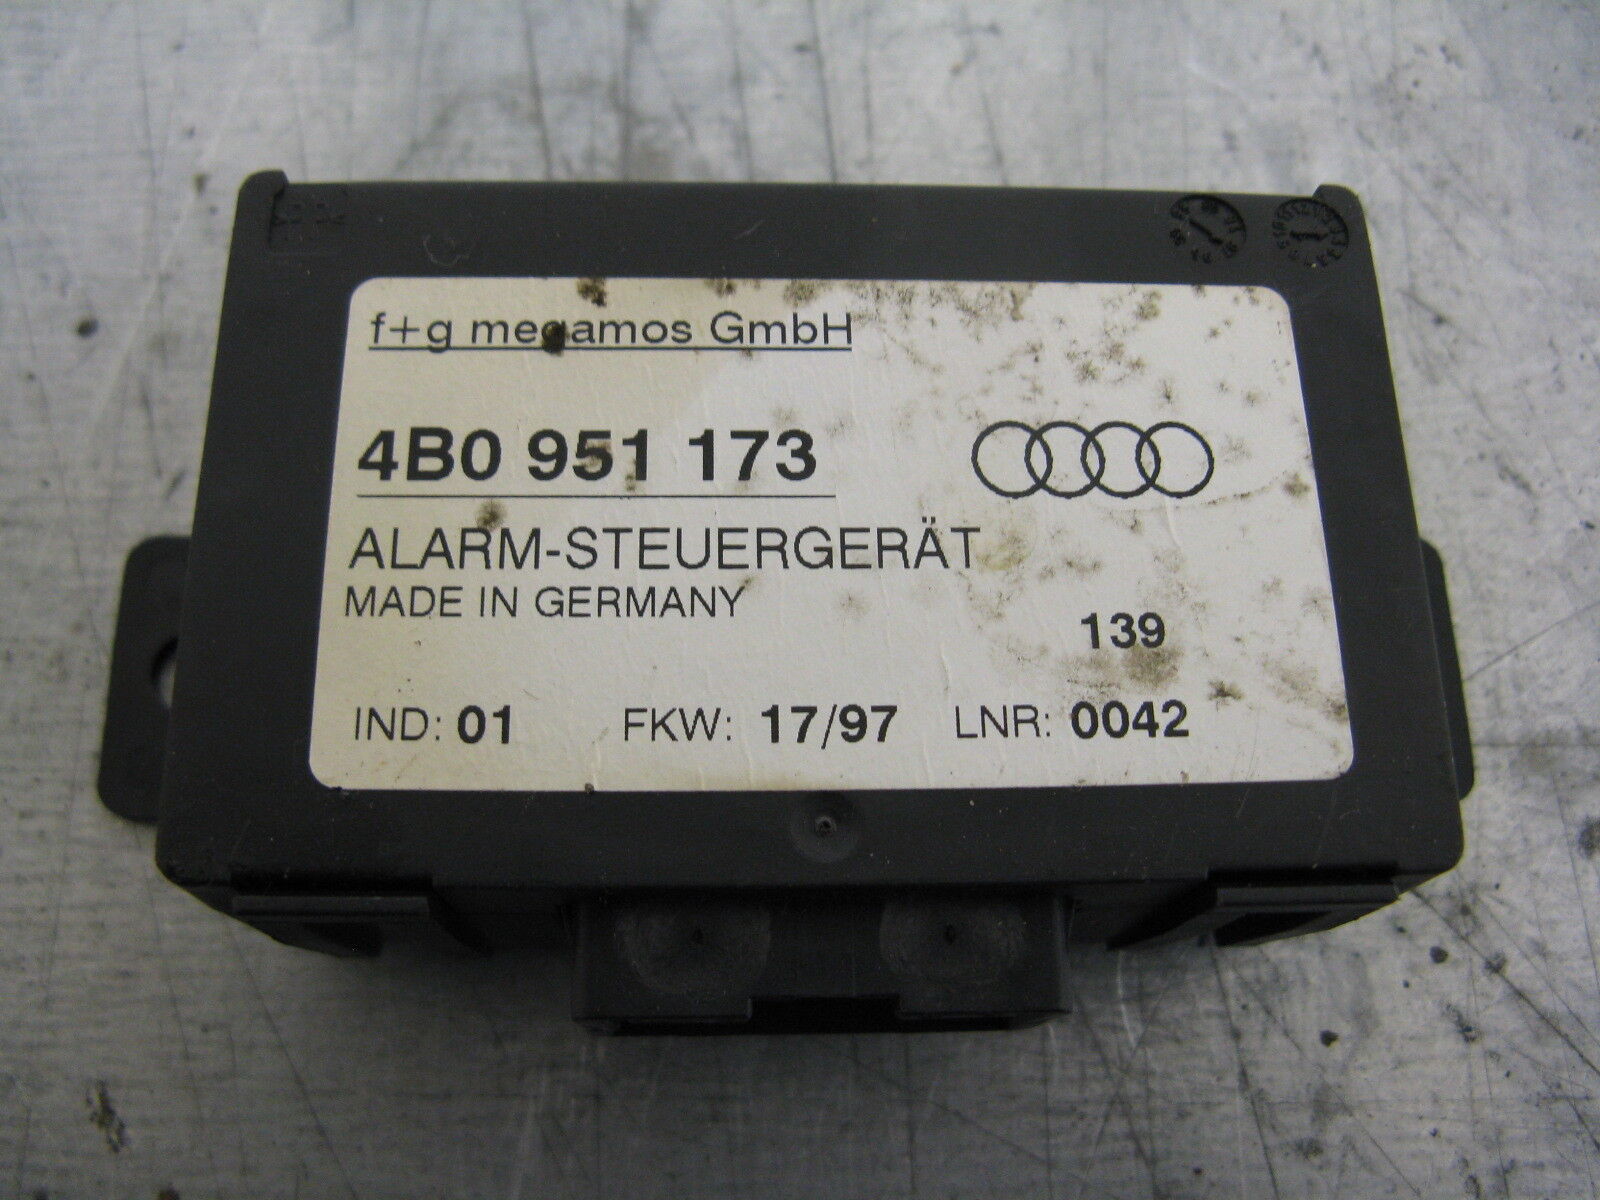 f+g megamos GmbH
4B0 951 173
ALARM-STEUERGERÄT
MADE IN GERMANY
139
IND: 01 FKW: 17/97 LNR: 0042